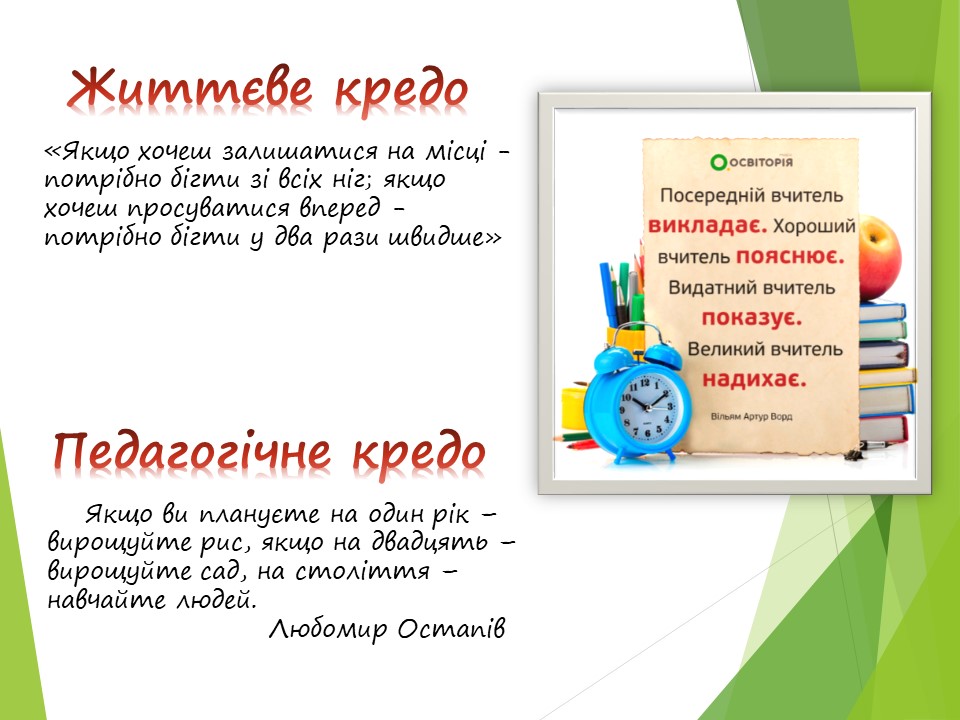 Життєве кредо
«Якщо хочеш залишатися на місці -
потрібно бігти зі всіх ніг; якщо
хочеш просуватися вперед -
потрібно бігти у два рази швидше»
ОСВІТОРІЯ
Посередній вчитель
викладає. Хороший
вчитель пояснює.
Видатний вчитель
показує.
Великий вчитель
надихає.
Вільям Артур Ворд
Педагогічне кредо
Якщо ви плануєте на один рік –
вирощуйте рис, якщо на двадцять –
вирощуйте сад, на століття –
навчайте людей.
Любомир Остапів